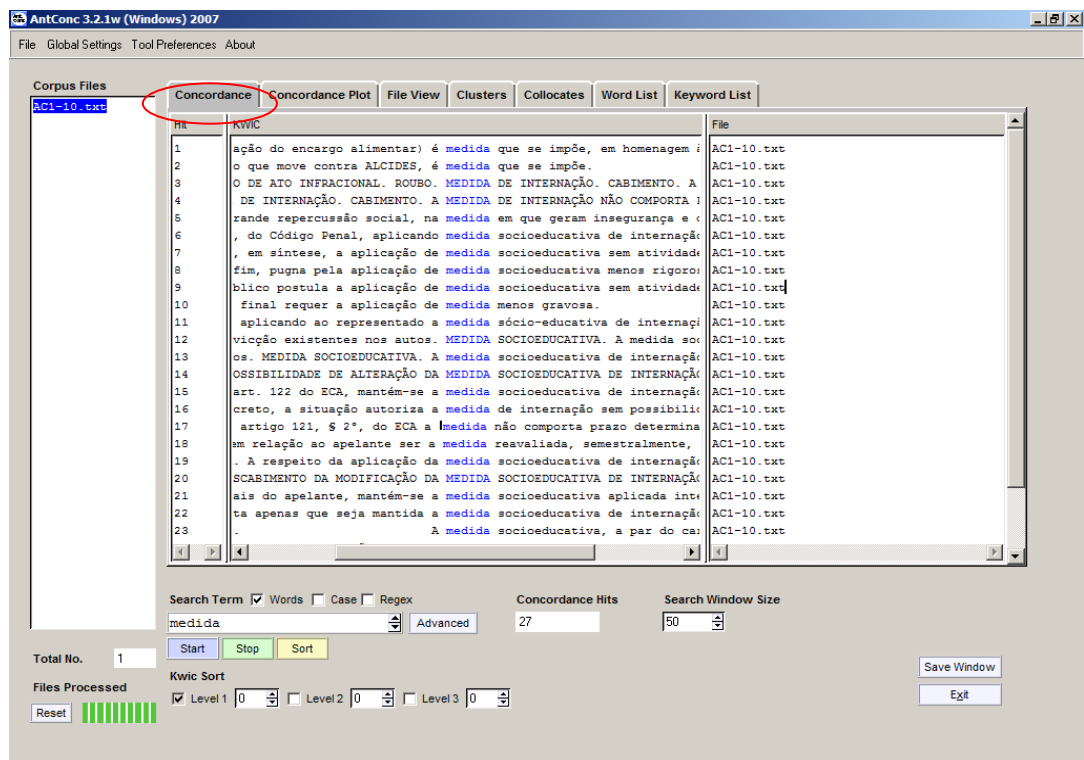 AntConc 3.2.1w (Windows) 2007
File Global Settings Tool Preferences About
Corpus Files
AC1-10.txt
Concordance Concordance Plot File View Clusters Collocates Word List Keyword List
Hit KWIC File
1 ação do encargo alimentar) é medida que se impõe, em homenagem à AC1-10.txt
2 o que move contra ALCIDES, é medida que se impõe. AC1-10.txt
3 O DE ATO INFRACIONAL. ROUBO. MEDIDA DE INTERNAÇÃO. CABIMENTO. A AC1-10.txt
4 DE INTERNAÇÃO. CABIMENTO. A MEDIDA DE INTERNAÇÃO NÃO COMPORTA AC1-10.txt
5 rande repercussão social, na medida em que geram insegurança e AC1-10.txt
6 , do Código Penal, aplicando medida socioeducativa de internaçã AC1-10.txt
7 , em síntese, a aplicação de medida socioeducativa sem atividade AC1-10.txt
8 fim, pugna pela aplicação de medida socioeducativa menos rigoro AC1-10.txt
9 blico postula a aplicação de medida socioeducativa sem atividade AC1-10.txt
10 final requer a aplicação de medida menos gravosa. AC1-10.txt
11 aplicando ao representado a medida sócio-educativa de internaç AC1-10.txt
12 vicção existentes nos autos. MEDIDA SOCIOEDUCATIVA. A medida soc AC1-10.txt
13 os. MEDIDA SOCIOEDUCATIVA. A medida socioeducativa de internaçã AC1-10.txt
14 OSSIBILIDADE DE ALTERAÇÃO DA MEDIDA SOCIOEDUCATIVA DE INTERNAÇÃ AC1-10.txt
15 art. 122 do ECA, mantém-se a medida socioeducativa de internaçã AC1-10.txt
16 creto, a situação autoriza a medida de internação sem possibili AC1-10.txt
17 artigo 121, § 2º, do ECA a medida não comporta prazo determina AC1-10.txt
18 em relação ao apelante ser a medida reavaliada, semestralmente, AC1-10.txt
19 . A respeito da aplicação da medida socioeducativa de internaçã AC1-10.txt
20 SCABIMENTO DA MODIFICAÇÃO DA MEDIDA SOCIOEDUCATIVA DE INTERNAÇÃ AC1-10.txt
21 ais do apelante, mantém-se a medida socioeducativa aplicada int AC1-10.txt
22 ta apenas que seja mantida a medida socioeducativa de internaçã AC1-10.txt
23 . A medida socioeducativa, a par do ca AC1-10.txt
Search Term Words Case Regex Concordance Hits Search Window Size
medida Advanced 27 50
Start Stop Sort
Total No. 1
Kwic Sort
Save Window
Files Processed
Level 1 0 Level 2 0 Level 3 0
Exit
Reset